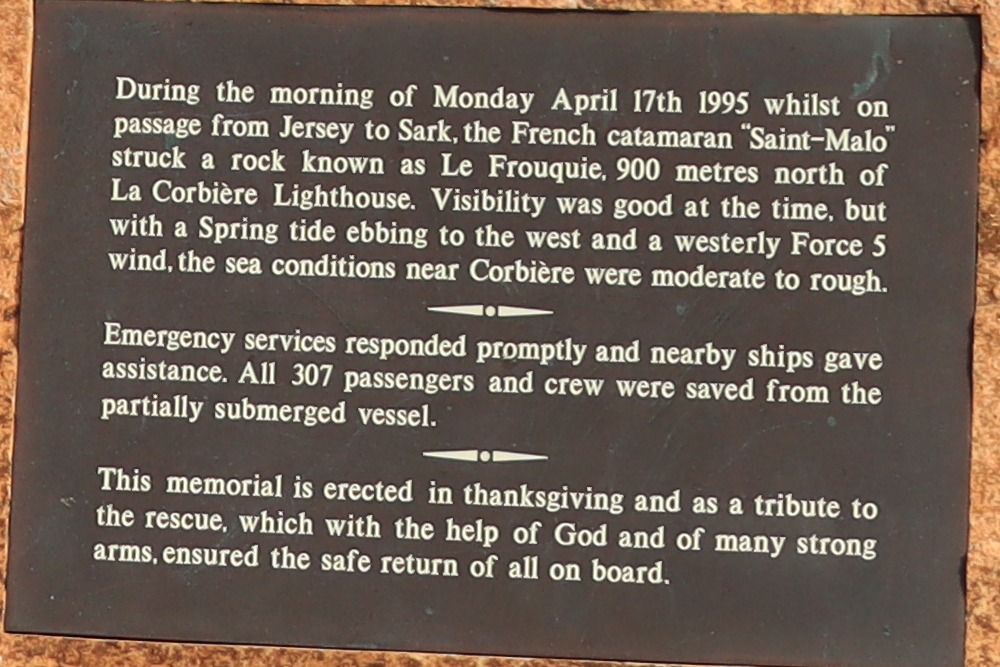 During the morning of Monday April 17th 1995 whilst on
passage from Jersey to Sark, the French catamaran "Saint-Malo"
struck a rock known as Le Frouquie, 900 metres north of
La Corbière Lighthouse. Visibility was good at the time, but
with a Spring tide ebbing to the west and a westerly Force 5
wind, the sea conditions near Corbière were moderate to rough.
Emergency services responded promptly and nearby ships gave
assistance. All 307 passengers and crew were saved from the
partially submerged vessel.
This memorial is erected in thanksgiving and as a tribute to
the rescue, which with the help of God and of many strong
arms, ensured the safe return of all on board.